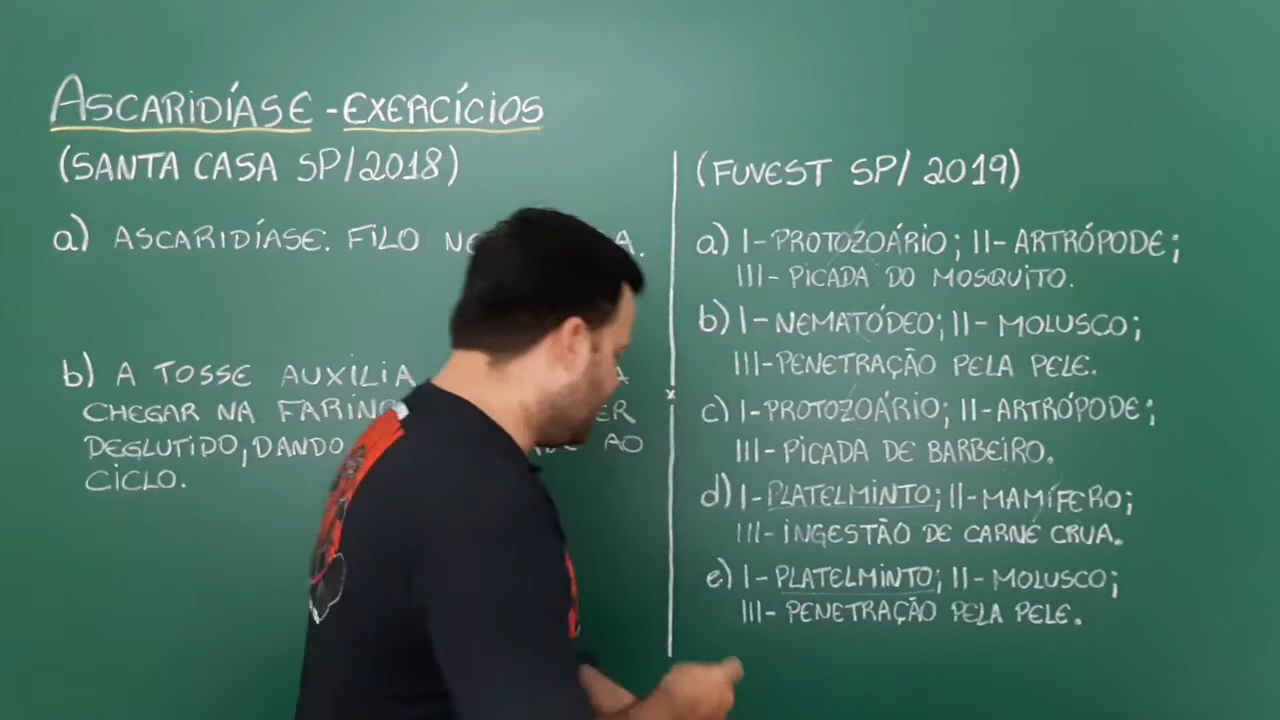 ASCARIDÍASE - EXERCÍCIOS
(SANTA CASA SP/2018)
a) ASCARIDÍASE. FILO
b) A TOSSE AUXILIA
CHEGAR NA
DEGLUTIDO, DANDO AO
CICLO.
(FUVEST SP/ 2019)
a) I- PROTOZOÁRIO; II- ARTRÓPODE;
III- PICADA DO MOSQUITO.
b) I- NEMATÓDEO; II- MOLUSCO;
III- PENETRAÇÃO PELA PELE.
c) I- PROTOZOÁRIO; II- ARTRÓPODE;
III- PICADA DE BARBEIRO.
d) I- PLATELMINTO; II- MAMÍFERO;
III- INGESTÃO DE CARNE CRUA.
e) I- PLATELMINTO; II- MOLUSCO;
III- PENETRAÇÃO PELA PELE.